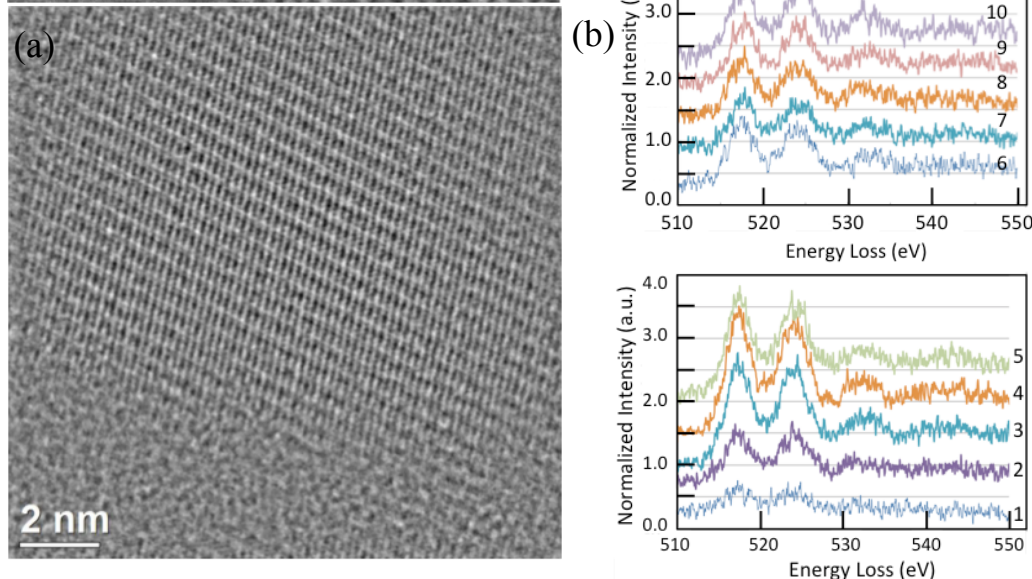 (a)
2 nm
(b)
Normalized Intensity (
3.0
2.0
1.0
0.0
10
9
8
7
6
510 520 530 540 550
Energy Loss (eV)
Normalized Intensity (a.u.)
4.0
3.0
2.0
1.0
0.0
5
4
3
2
1
510 520 530 540 550
Energy Loss (eV)